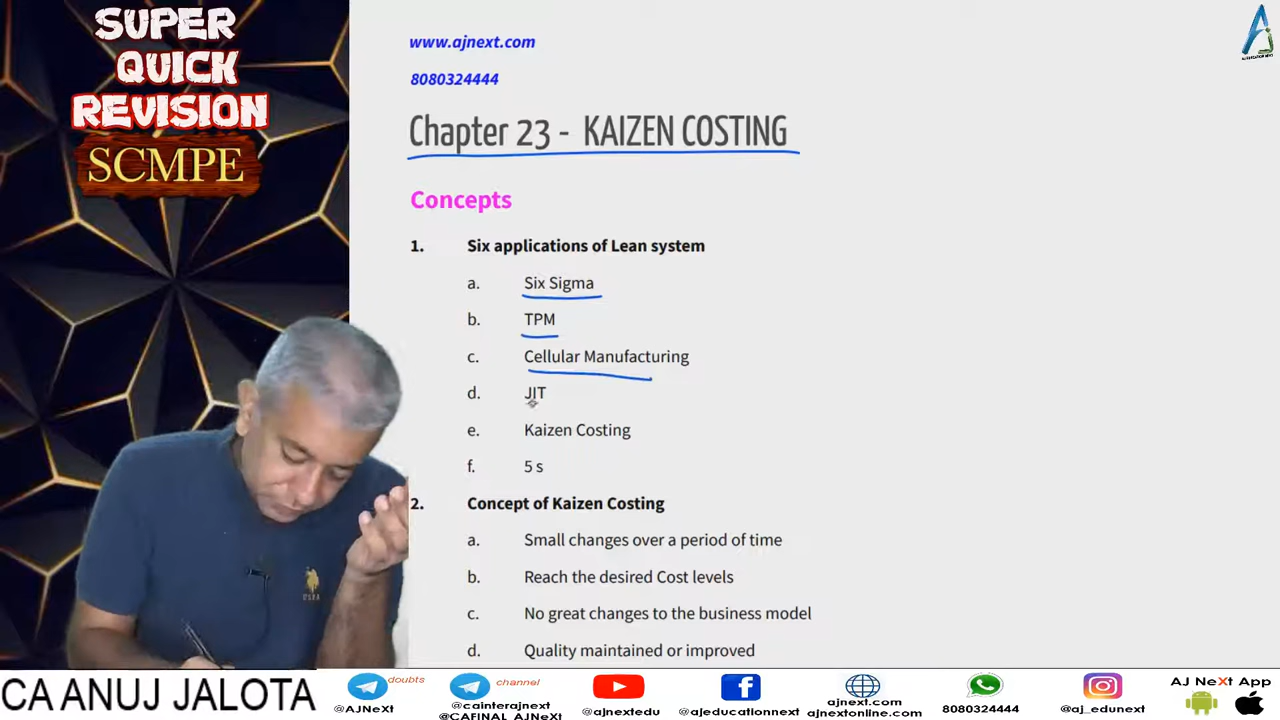 SUPER
QUICK
REVISION
SCMPE
www.ajnext.com
8080324444
Chapter 23 - KAIZEN COSTING
Concepts
1. Six applications of Lean system
a. Six Sigma
b. TPM
c. Cellular Manufacturing
d. JIT
e. Kaizen Costing
f. 5 s
2. Concept of Kaizen Costing
a. Small changes over a period of time
b. Reach the desired Cost levels
c. No great changes to the business model
d. Quality maintained or improved
CA ANUJ JALOTA
doubts
@AJNeXt
channel
@cainterajnext
@CAFINAL_AJNeXt
@ajnextedu
@ajeducationnext
ajnext.com
ajnextonline.com
8080324444
@aj_edunext
AJ NeXt App